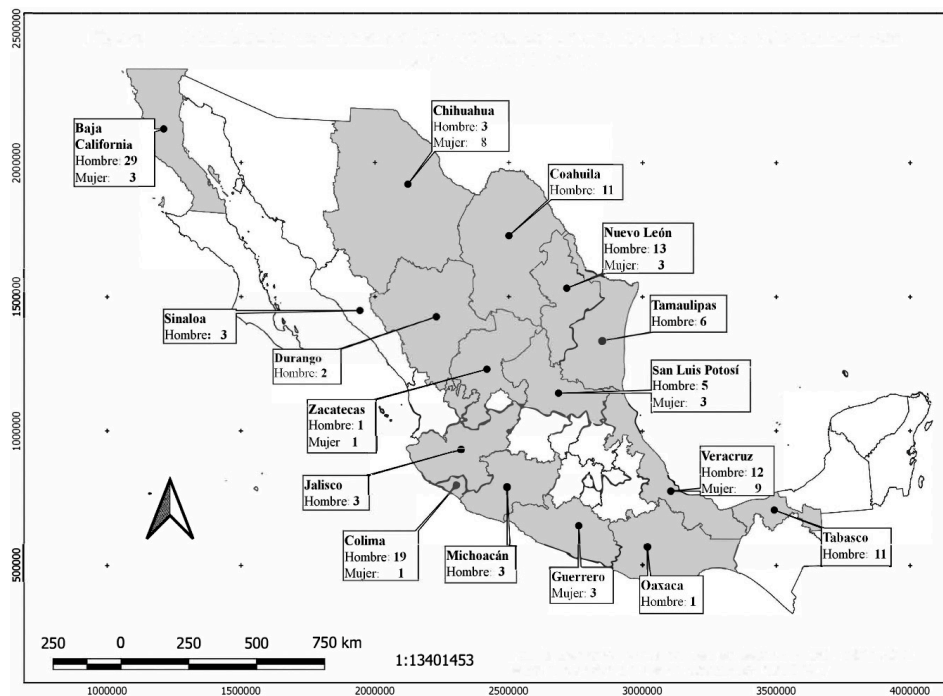 2500000
2000000
1500000
1000000
500000
Baja
California
Hombre: 29
Mujer: 3
Chihuahua
Hombre: 3
Mujer: 8
Coahuila
Hombre: 11
Nuevo León
Hombre: 13
Mujer: 3
Sinaloa
Hombre: 3
Tamaulipas
Hombre: 6
Durango
Hombre: 2
San Luis Potosí
Hombre: 5
Mujer: 3
Zacatecas
Hombre: 1
Mujer 1
Jalisco
Hombre: 3
Veracruz
Hombre: 12
Mujer: 9
Colima
Hombre: 19
Mujer: 1
Michoacán
Hombre: 3
Guerrero
Mujer: 3
Oaxaca
Hombre: 1
Tabasco
Hombre: 11
250 0 250 500 750 km
1:13401453
1000000 1500000 2000000 2500000 3000000 3500000 4000000